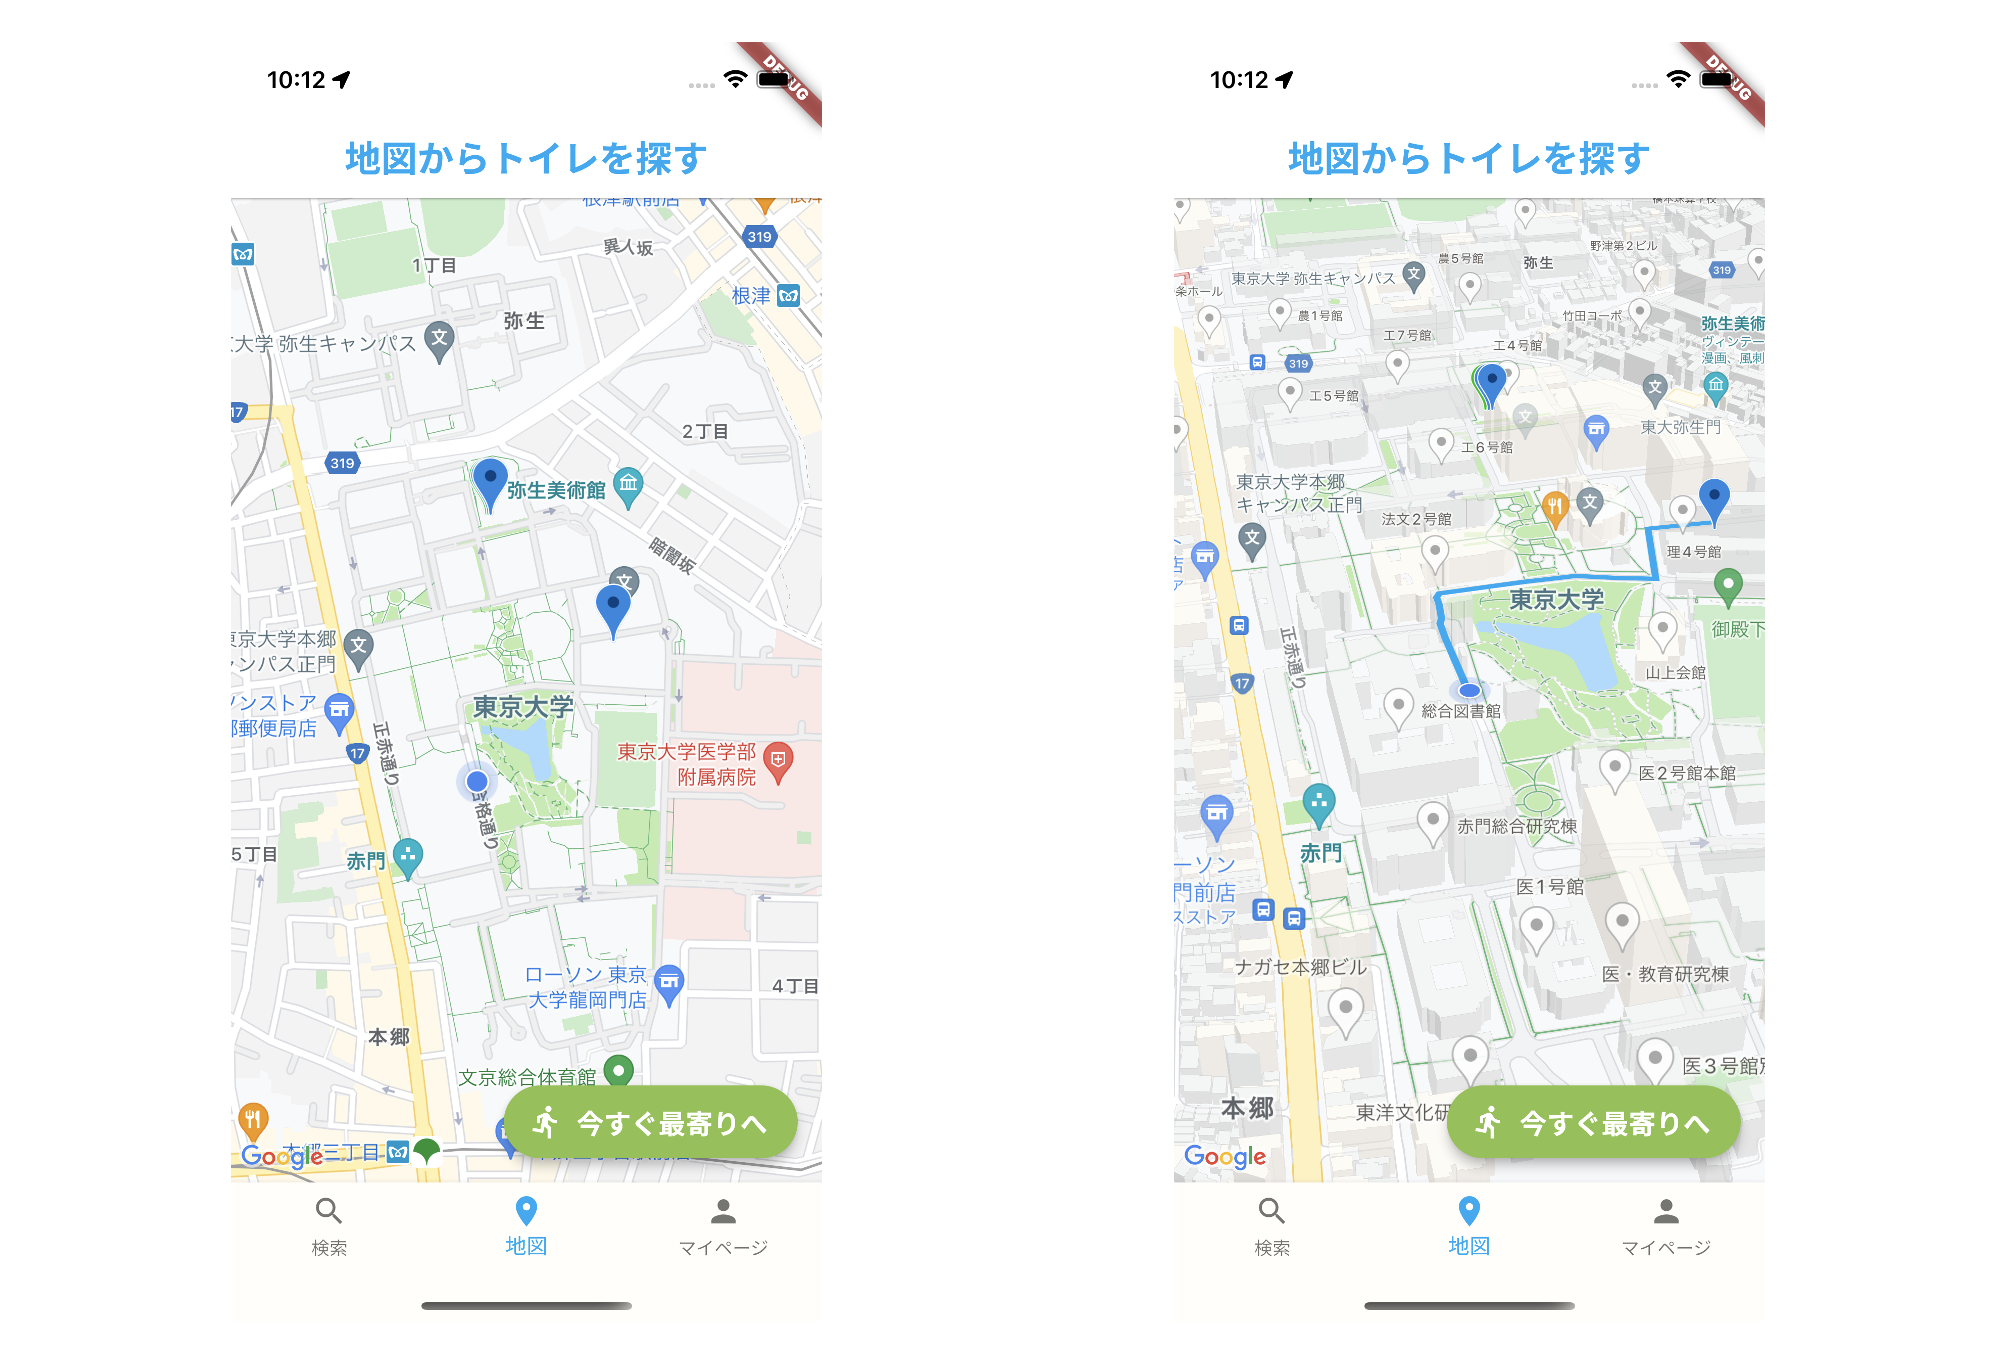 10:12
DEBUG
地図からトイレを探す
根津駅前店
319
異人坂
1丁目
根津
弥生
大学 弥生キャンパス
17
2丁目
319
弥生美術館
暗闇坂
東京大学本郷
ャンパス正門
東京大学
ソンストア
郵便局店
17
正赤通り
東京大学医学部
附属病院
合格通り
5丁目
赤門
ローソン 東京
大学龍岡門店
4丁目
本郷
文京総合体育館
今すぐ最寄りへ
本郷三丁目
Google
検索
地図
マイページ
10:12
DEBUG
地図からトイレを探す
野津第2ビル
農5号館
弥生
319
東京大学 弥生キャンパス
条ホール
農1号館
竹田コーポ
弥生美術
ヴィンテー
漫画、風刺
工7号館
工4号館
319
工5号館
東大弥生門
工6号館
東京大学本郷
キャンパス正門
法文2号館
理4号館
店
ア
東京大学
御殿下
正赤通り
山上会館
17
総合図書館
医2号館本館
赤門総合研究棟
赤門
ーソン
門前店
スストア
医1号館
ナガセ本郷ビル
医・教育研究棟
医3号館別
本郷
東洋文化研
今すぐ最寄りへ
Google
検索
地図
マイページ